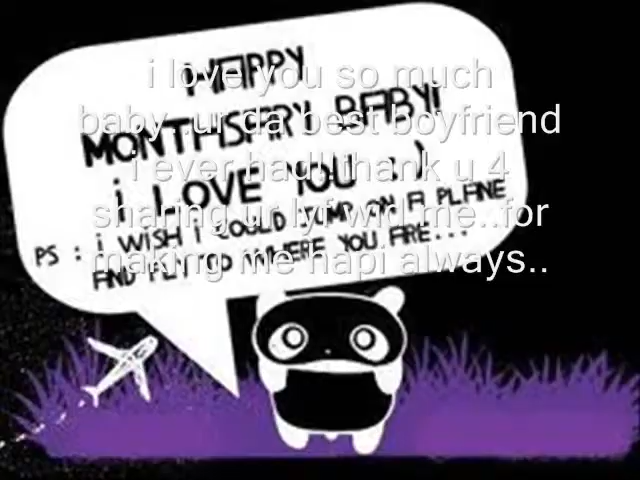 HAPPY
MONTHSARY BABY!
i LOVE YOU :)
PS : i WISH i COULD JUMP ON A PLANE
AND FLY TO WHERE YOU ARE...
i love you so much
baby..ur da best boyfriend
i ever had!!thank u 4
sharing ur lyf wid me..for
making me hapi always..